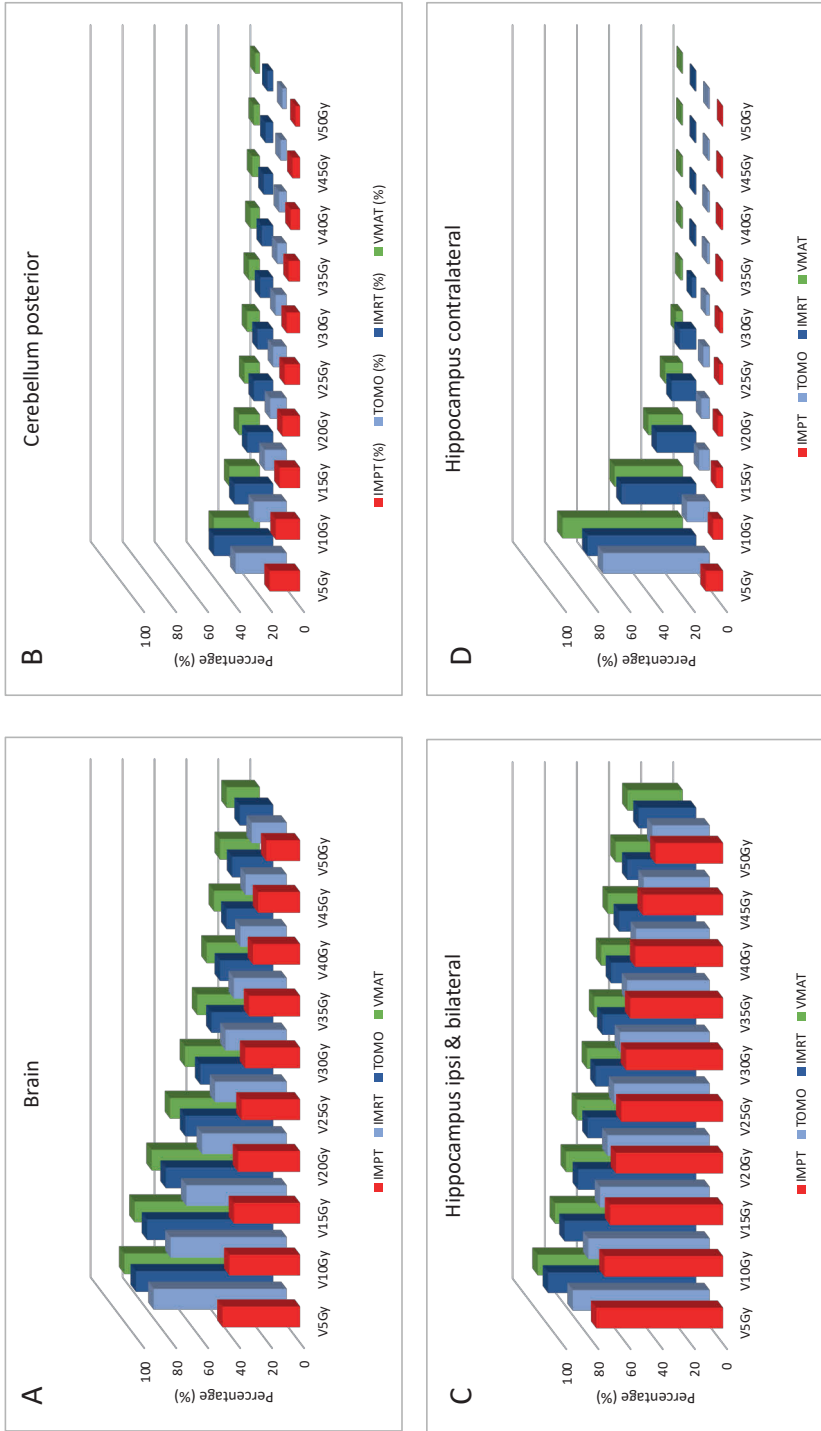 A
Brain
Percentage (%)
100
80
60
40
20
0
V5Gy V10Gy V15Gy V20Gy V25Gy V30Gy V35Gy V40Gy V45Gy V50Gy
IMPT IMRT TOMO VMAT
B
Cerebellum posterior
Percentage (%)
100
80
60
40
20
0
V5Gy V10Gy V15Gy V20Gy V25Gy V30Gy V35Gy V40Gy V45Gy V50Gy
IMPT (%) TOMO (%) IMRT (%) VMAT (%)
C
Hippocampus ipsi & bilateral
Percentage (%)
100
80
60
40
20
0
V5Gy V10Gy V15Gy V20Gy V25Gy V30Gy V35Gy V40Gy V45Gy V50Gy
IMPT TOMO IMRT VMAT
D
Hippocampus contralateral
Percentage (%)
100
80
60
40
20
0
V5Gy V10Gy V15Gy V20Gy V25Gy V30Gy V35Gy V40Gy V45Gy V50Gy
IMPT TOMO IMRT VMAT